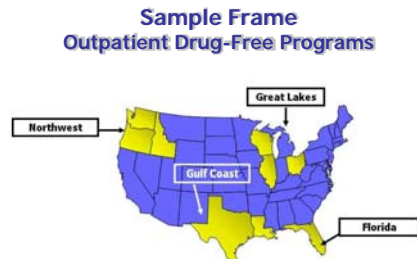 Sample Frame
Outpatient Drug-Free Programs
Great Lakes
Northwest
Gulf Coast
Florida